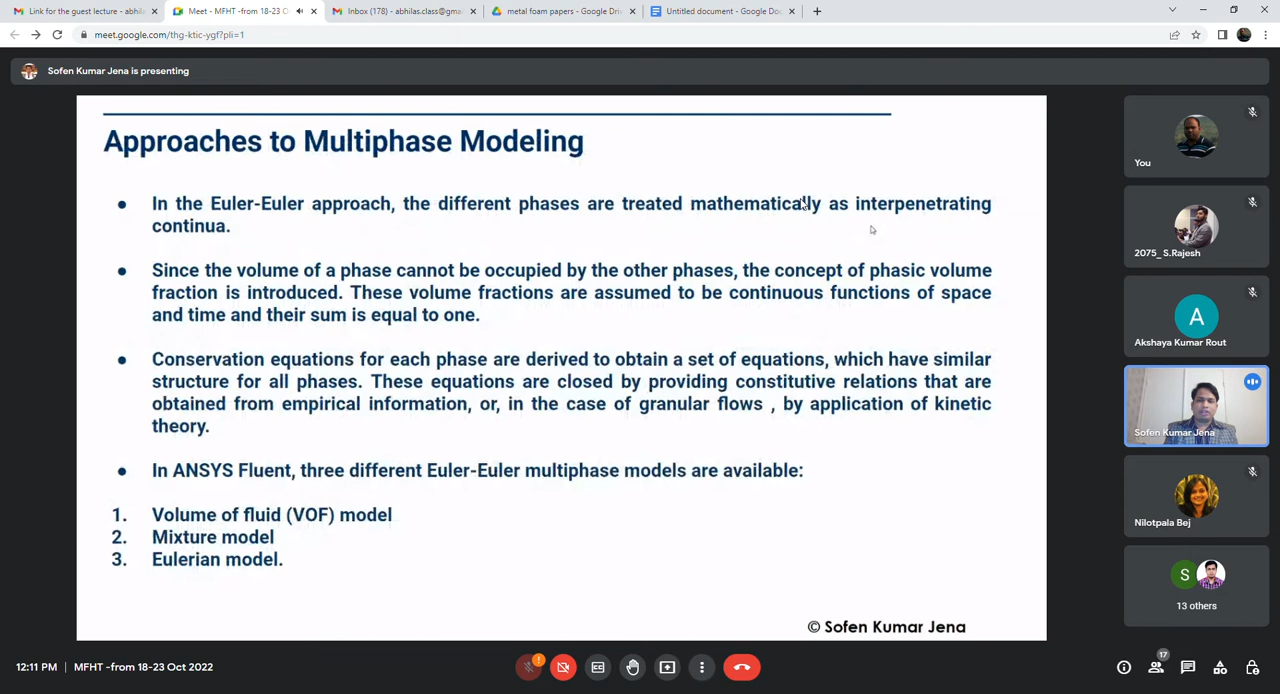 Link for the guest lecture - abhila
Meet - MFHT -from 18-23 O
Inbox (178) - abhilas.class@gma
metal foam papers - Google Dri
Untitled document - Google Doc
meet.google.com/thg-ktic-ygf?pli=1
Sofen Kumar Jena is presenting
Approaches to Multiphase Modeling
● In the Euler-Euler approach, the different phases are treated mathematically as interpenetrating
continua.
● Since the volume of a phase cannot be occupied by the other phases, the concept of phasic volume
fraction is introduced. These volume fractions are assumed to be continuous functions of space
and time and their sum is equal to one.
● Conservation equations for each phase are derived to obtain a set of equations, which have similar
structure for all phases. These equations are closed by providing constitutive relations that are
obtained from empirical information, or, in the case of granular flows , by application of kinetic
theory.
● In ANSYS Fluent, three different Euler-Euler multiphase models are available:
1. Volume of fluid (VOF) model
2. Mixture model
3. Eulerian model.
© Sofen Kumar Jena
You
2075_ S.Rajesh
A
Akshaya Kumar Rout
Sofen Kumar Jena
Nilotpala Bej
S
13 others
12:11 PM | MFHT -from 18-23 Oct 2022
17